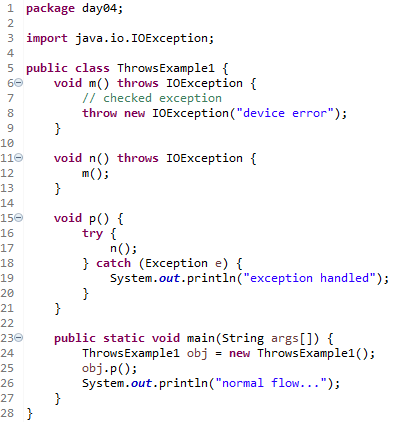 1 package day04;
2
3 import java.io.IOException;
4
5 public class ThrowsExample1 {
6     void m() throws IOException {
7         // checked exception
8         throw new IOException("device error");
9     }
10
11     void n() throws IOException {
12         m();
13     }
14
15     void p() {
16         try {
17             n();
18         } catch (Exception e) {
19             System.out.println("exception handled");
20         }
21     }
22
23     public static void main(String args[]) {
24         ThrowsExample1 obj = new ThrowsExample1();
25         obj.p();
26         System.out.println("normal flow...");
27     }
28 }